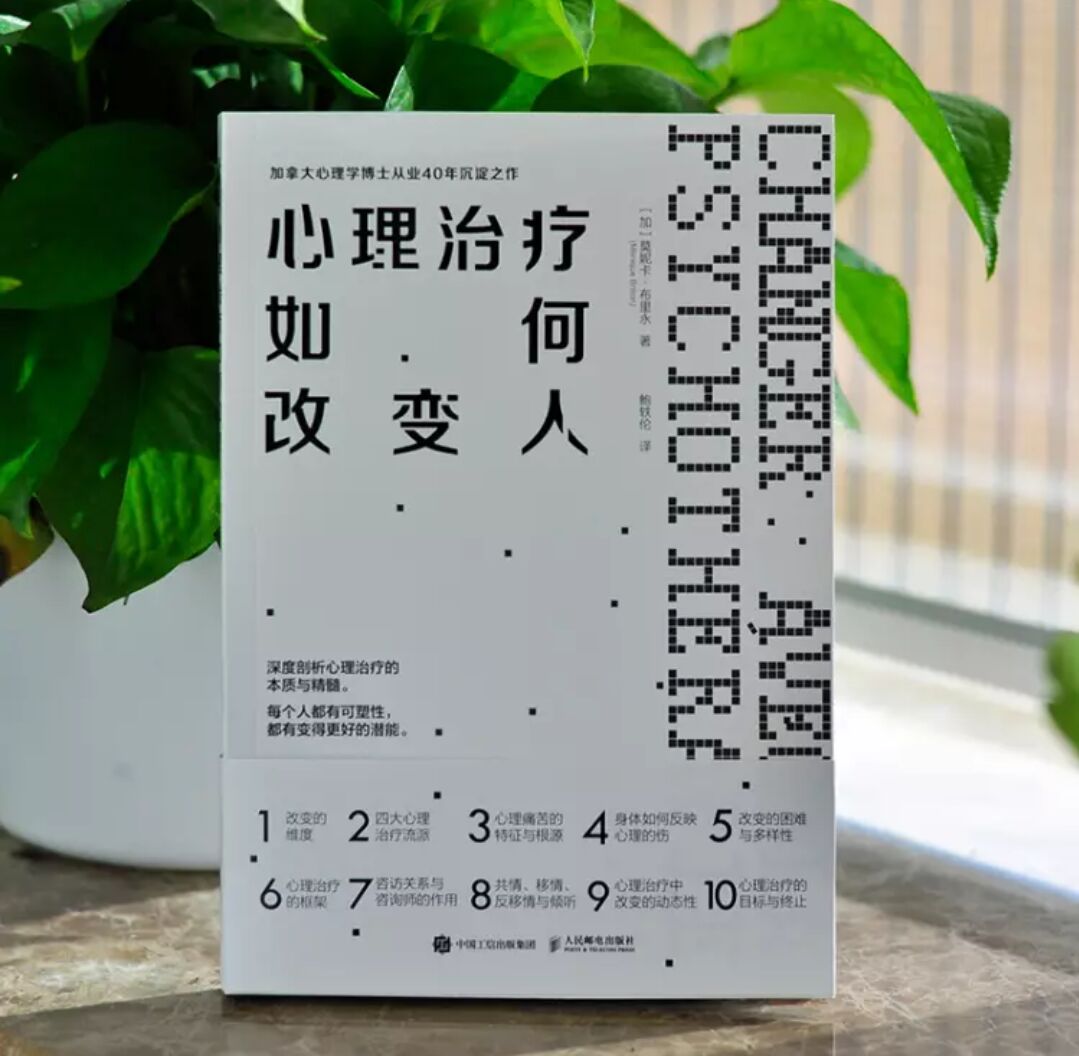 加拿大心理学博士从业40年沉淀之作
心理治疗
如何
改变人
[加]莫妮卡·布里永 著
鲍轶伦 译
PSYCHOTHÉRA
CHANGER AVE
深度剖析心理治疗的
本质与精髓。
每个人都有可塑性，
都有变得更好的潜能。
1 改变的
维度
2 四大心理
治疗流派
3 心理痛苦的
特征与根源
4 身体如何反映
心理的伤
5 改变的困难
与多样性
6 心理治疗
的框架
7 咨访关系与
咨询师的作用
8 共情、移情、
反移情与倾听
9 心理治疗中
改变的动态性
10 心理治疗的
目标与终止
中国工信出版集团
人民邮电出版社
POSTS & TELECOM PRESS